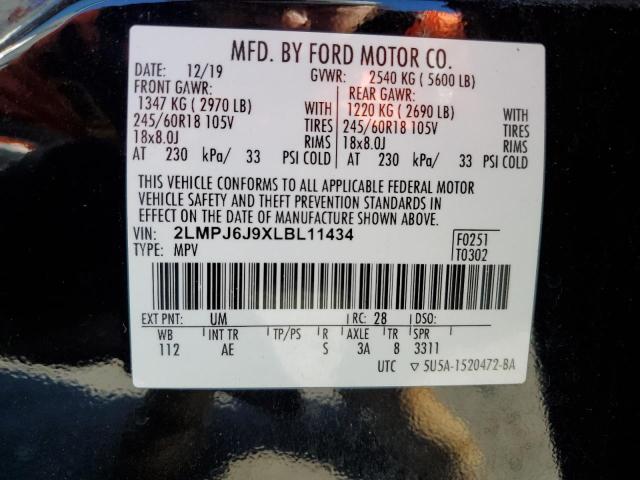 MFD. BY FORD MOTOR CO.
DATE: 12/19 GVWR: 2540 KG ( 5600 LB)
FRONT GAWR: REAR GAWR:
1347 KG ( 2970 LB) WITH 1220 KG ( 2690 LB) WITH
245/60R18 105V TIRES 245/60R18 105V TIRES
18x8.0J RIMS 18x8.0J RIMS
AT 230 kPa/ 33 PSI COLD AT 230 kPa/ 33 PSI COLD
THIS VEHICLE CONFORMS TO ALL APPLICABLE FEDERAL MOTOR
VEHICLE SAFETY AND THEFT PREVENTION STANDARDS IN
EFFECT ON THE DATE OF MANUFACTURE SHOWN ABOVE.
VIN: 2LMPJ6J9XLBL11434 F0251
TYPE: MPV T0302
EXT PNT: UM RC: 28 DSO:
WB INT TR TP/PS R AXLE TR SPR
112 AE S 3A 8 3311
UTC ▽ 5U5A-1520472-BA